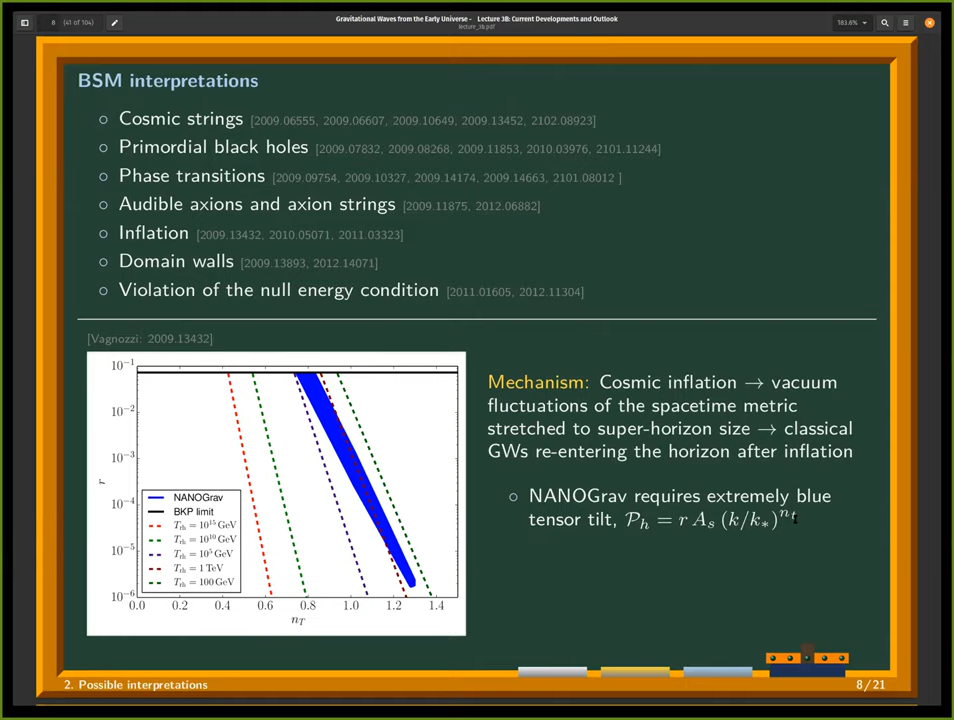 Gravitational Waves from the Early Universe - Lecture 3B: Current Developments and Outlook
lecture_3b.pdf
8 (41 of 104)
183.6%
BSM interpretations
Cosmic strings [2009.06555, 2009.06607, 2009.10649, 2009.13452, 2102.08923]
Primordial black holes [2009.07832, 2009.08268, 2009.11853, 2010.03976, 2101.11244]
Phase transitions [2009.09754, 2009.10327, 2009.14174, 2009.14663, 2101.08012 ]
Audible axions and axion strings [2009.11875, 2012.06882]
Inflation [2009.13432, 2010.05071, 2011.03323]
Domain walls [2009.13893, 2012.14071]
Violation of the null energy condition [2011.01605, 2012.11304]
[Vagnozzi: 2009.13432]
10⁻¹
10⁻²
10⁻³
10⁻⁴
10⁻⁵
10⁻⁶
r
NANOGrav
BKP limit
T_rh = 10¹⁵ GeV
T_rh = 10¹⁰ GeV
T_rh = 10⁵ GeV
T_rh = 1 TeV
T_rh = 100 GeV
0.0 0.2 0.4 0.6 0.8 1.0 1.2 1.4
n_T
Mechanism: Cosmic inflation → vacuum
fluctuations of the spacetime metric
stretched to super-horizon size → classical
GWs re-entering the horizon after inflation
NANOGrav requires extremely blue
tensor tilt, P_h = r A_s (k/k_*)^{n_t}
2. Possible interpretations
8/21